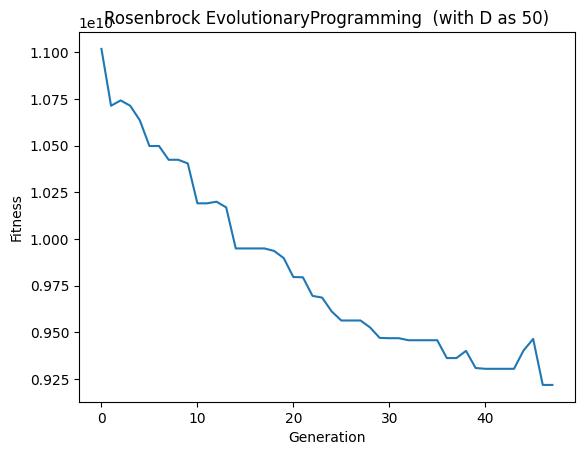 Rosenbrock EvolutionaryProgramming (with D as 50)
1e10
1.100
1.075
1.050
1.025
1.000
0.975
0.950
0.925
Fitness
0 10 20 30 40
Generation